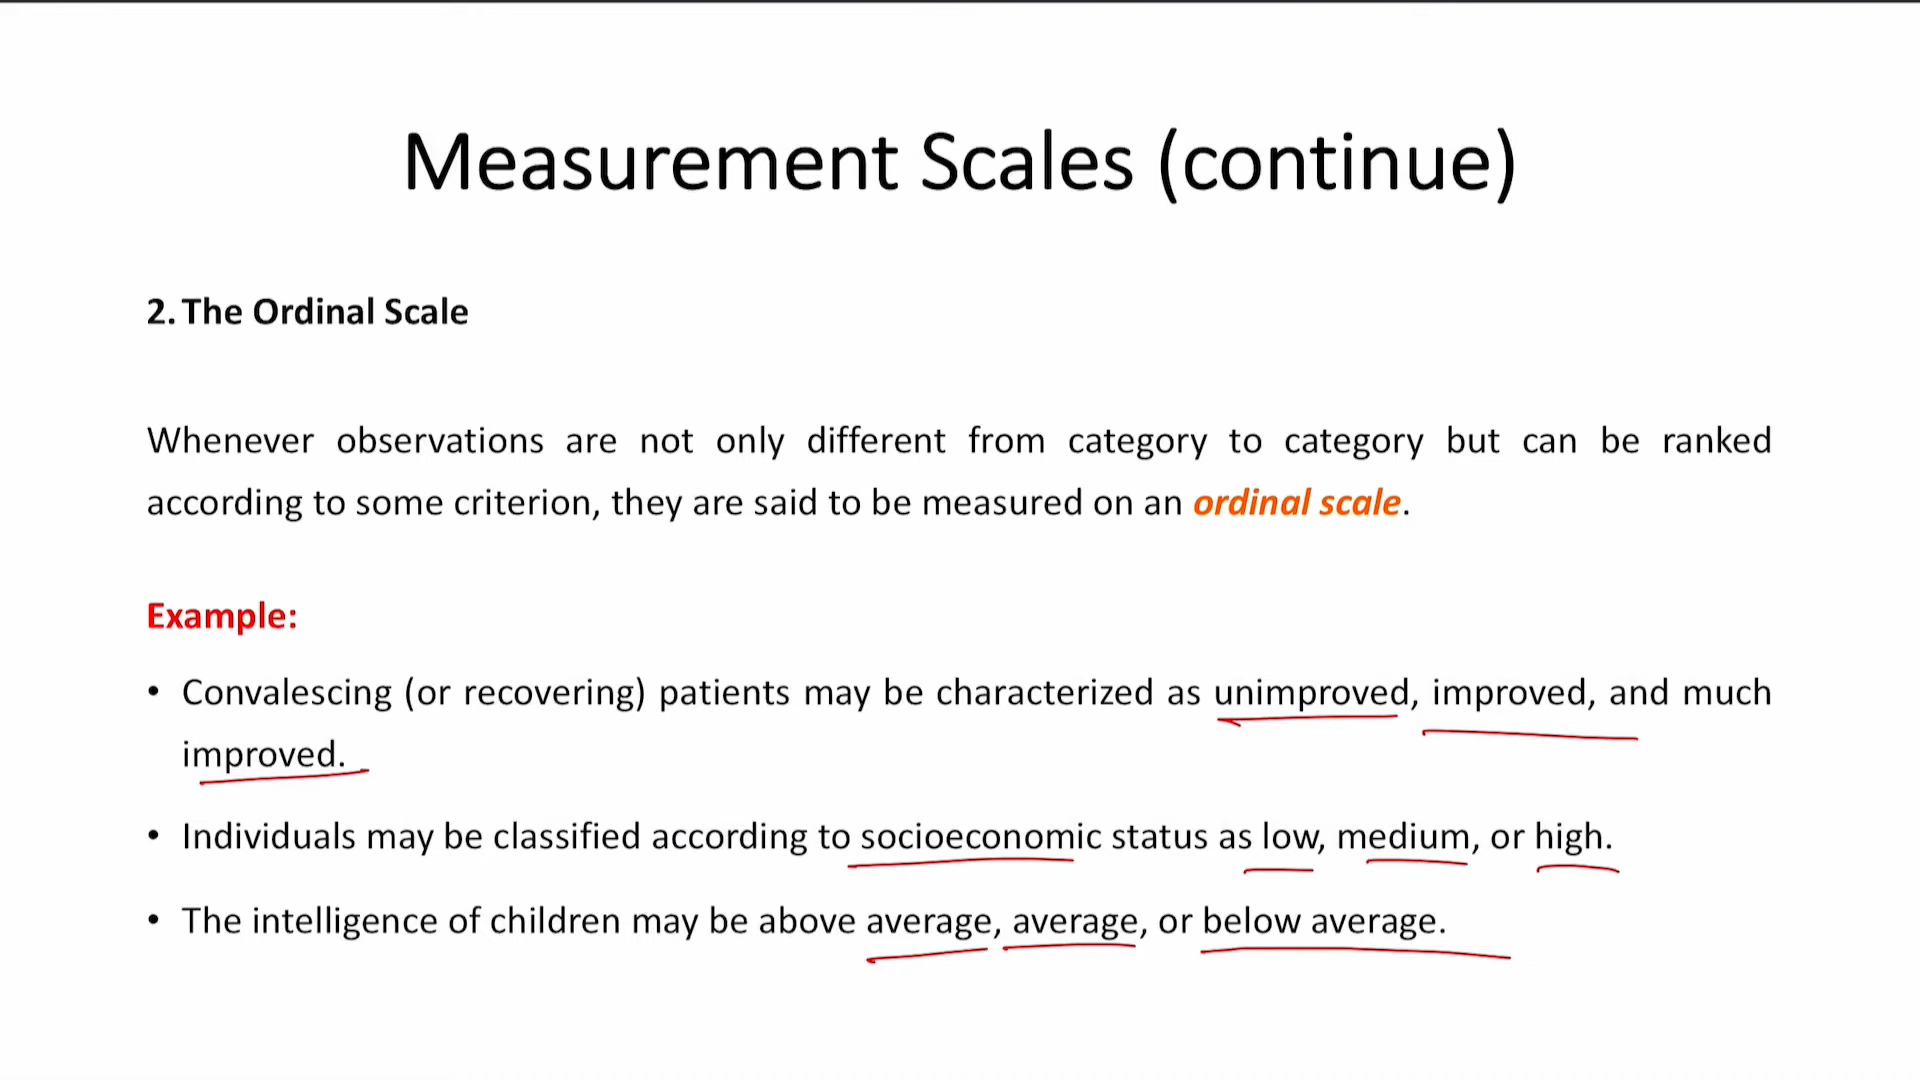 Measurement Scales (continue)
2. The Ordinal Scale
Whenever observations are not only different from category to category but can be ranked
according to some criterion, they are said to be measured on an ordinal scale.
Example:
• Convalescing (or recovering) patients may be characterized as unimproved, improved, and much
improved.
• Individuals may be classified according to socioeconomic status as low, medium, or high.
• The intelligence of children may be above average, average, or below average.